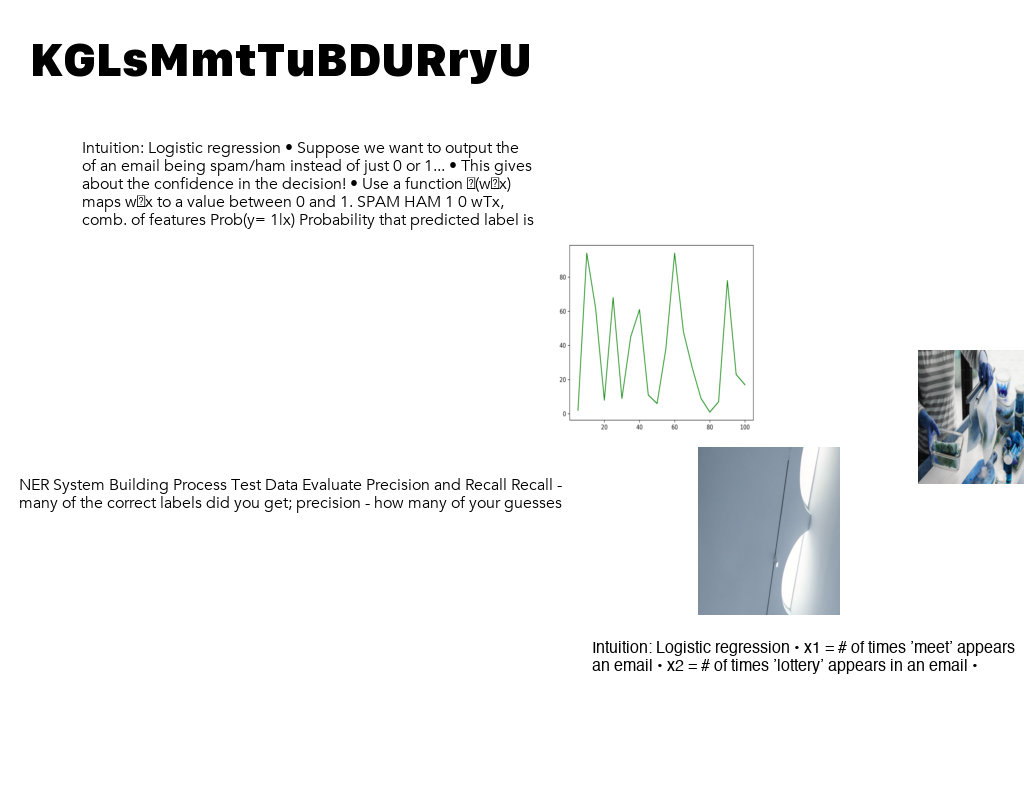 KGLsMmtTuBDURryU
Intuition: Logistic regression • Suppose we want to output the
of an email being spam/ham instead of just 0 or 1... • This gives
about the confidence in the decision! • Use a function (wx)
maps wx to a value between 0 and 1. SPAM HAM 1 0 wTx,
comb. of features Prob(y= 1|x) Probability that predicted label is
80
60
40
20
0
20 40 60 80 100
NER System Building Process Test Data Evaluate Precision and Recall Recall -
many of the correct labels did you get; precision - how many of your guesses
Intuition: Logistic regression • x1 = # of times 'meet' appears
an email • x2 = # of times 'lottery' appears in an email •